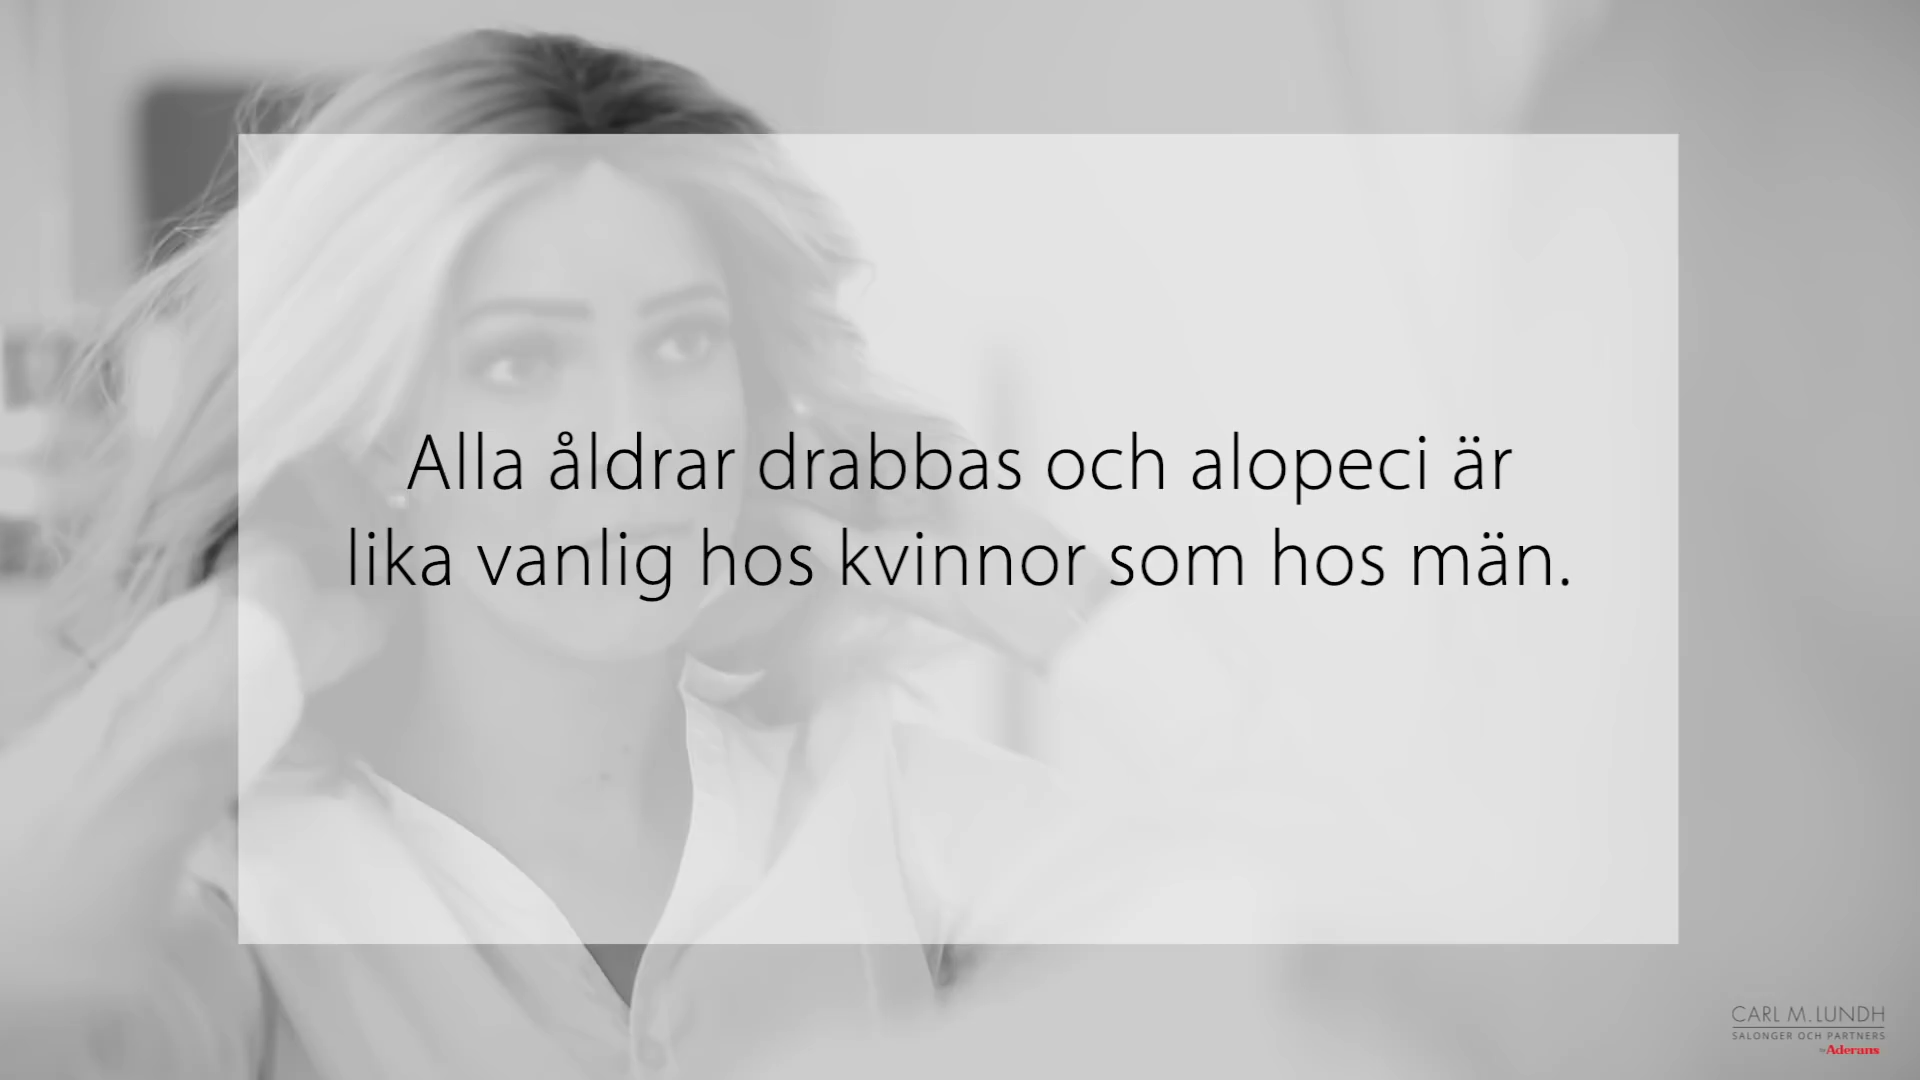 Alla åldrar drabbas och alopeci är
lika vanlig hos kvinnor som hos män.
CARL M. LUNDH
SALONGER OCH PARTNERS
Aderans